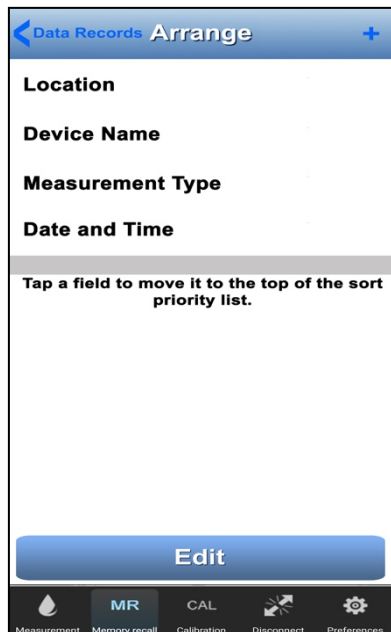 Data Records Arrange +
Location
Device Name
Measurement Type
Date and Time
Tap a field to move it to the top of the sort
priority list.
Edit
MR CAL
Measurement Memory recall Calibration Disconnect Preferences